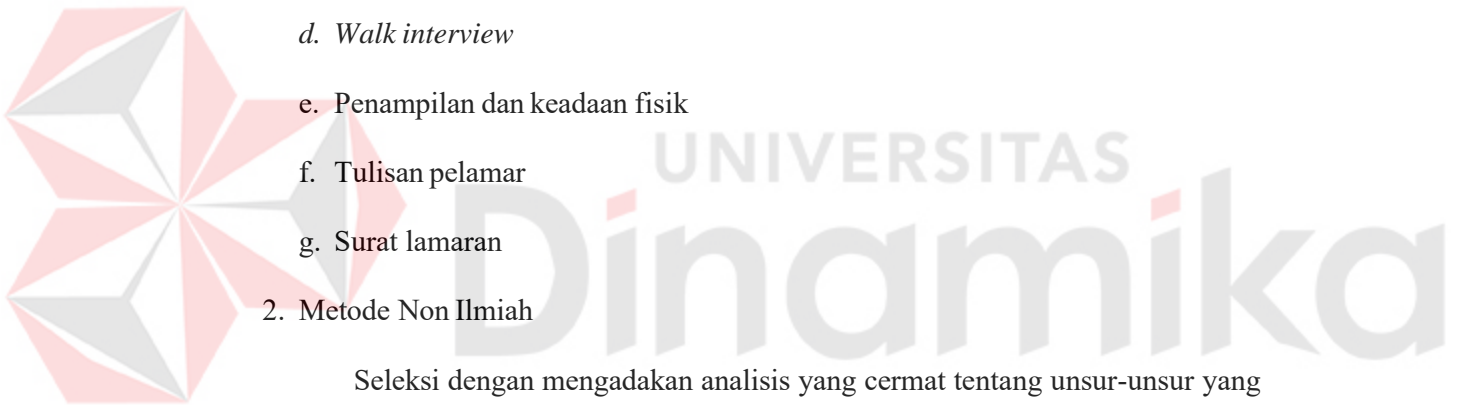 d. Walk interview
e. Penampilan dan keadaan fisik
UNIVERSITAS
f. Tulisan pelamar
Dinamika
g. Surat lamaran
2. Metode Non Ilmiah
Seleksi dengan mengadakan analisis yang cermat tentang unsur-unsur yang